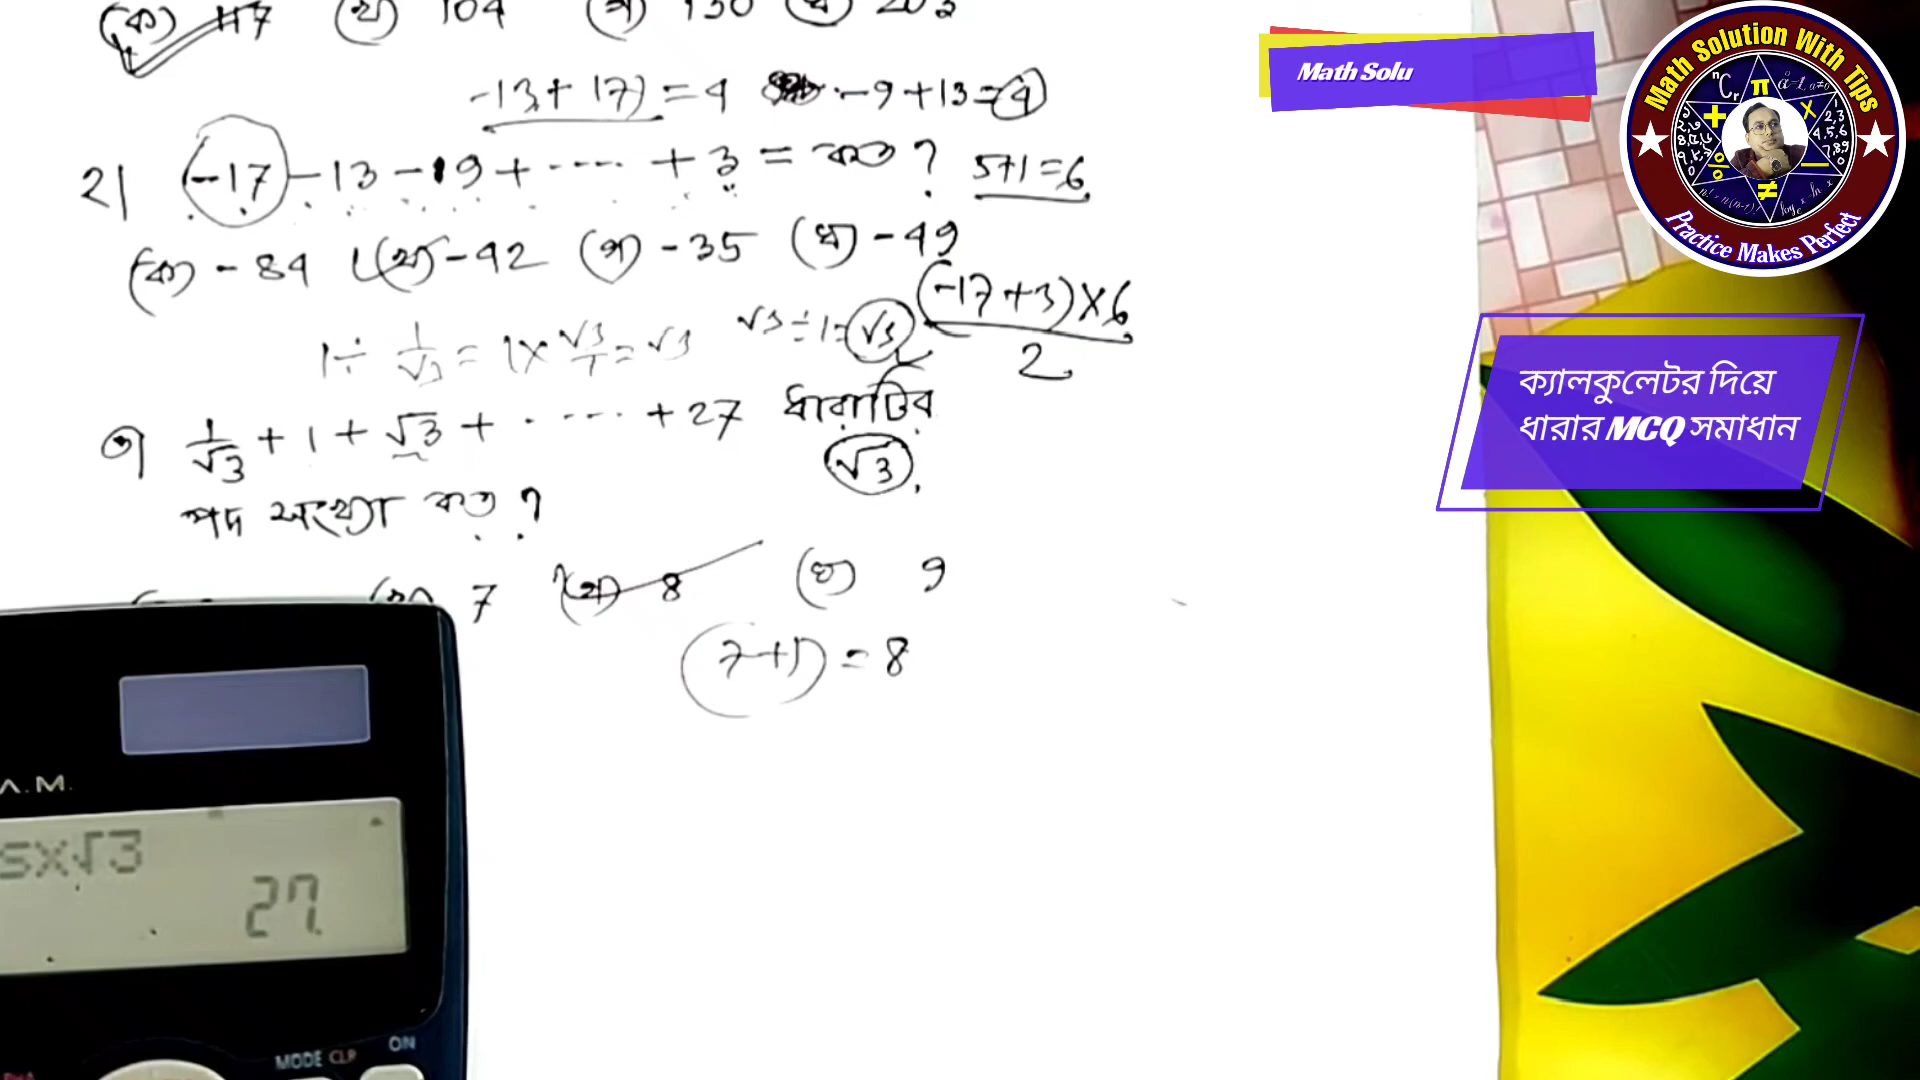 (ক) 117 (খ) 104 (গ) 130 (ঘ) 203
-13+17) = 4 -9+13=4
২| -17-13-9+ ..... +3 = কত ? 5+1=6
(ক) -84 (খ) -42 (গ) -35 (ঘ) -49
(-17+3)×6
2
1÷ 1/√3 = 1× √3/1 = √3 √3÷1=√3
৩| 1/√3 + 1 + √3 + ..... +27 ধারাটির
√3
পদ সংখ্যা কত ?
7 (গ) 8 (ঘ) 9
(7+1) = 8
A.M.
s×√3
27.
MODE CLR ON
Math Solu
Math Solution With Tips
Practice Makes Perfect
ক্যালকুলেটর দিয়ে
ধারার MCQ সমাধান